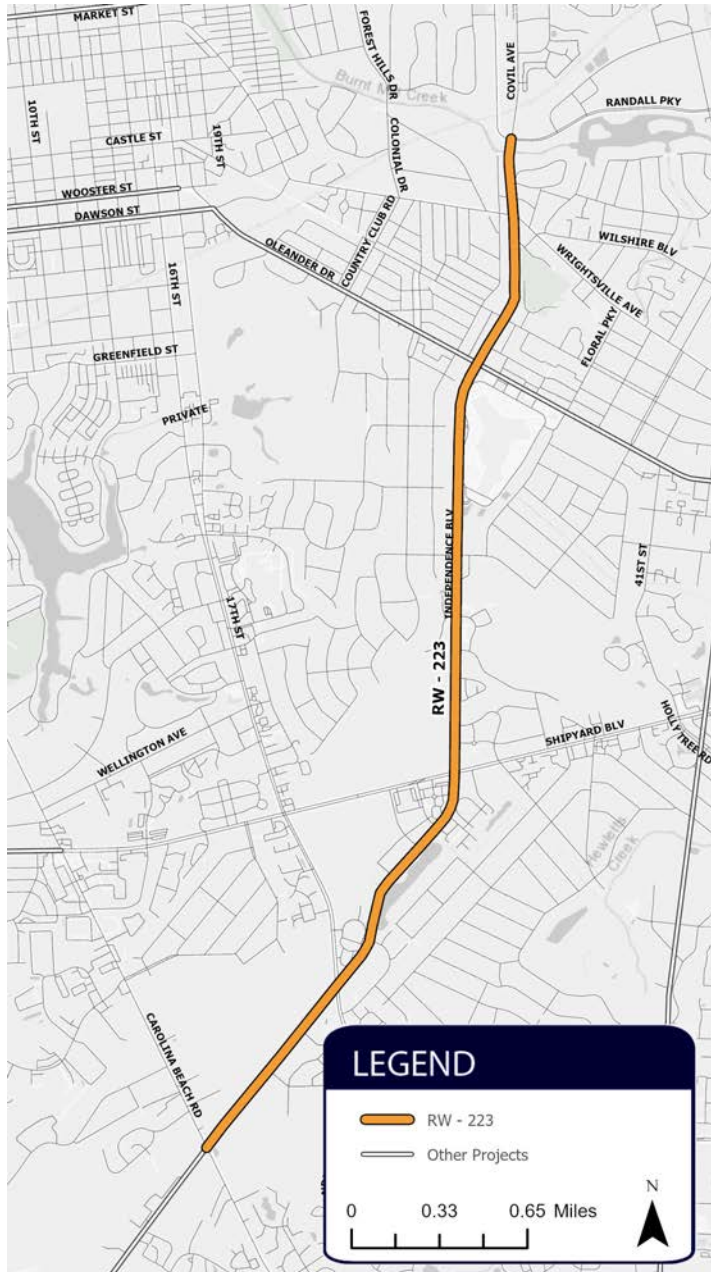 MARKET ST
FOREST HILLS DR
COVIL AVE
Burnt Mill Creek
RANDALL PKY
10TH ST
CASTLE ST
19TH ST
COLONIAL DR
WOOSTER ST
DAWSON ST
COUNTRY CLUB RD
OLEANDER DR
WILSHIRE BLV
WRIGHTSVILLE AVE
16TH ST
FLORAL PKY
GREENFIELD ST
PRIVATE
INDEPENDENCE BLV
41ST ST
17TH ST
RW - 223
HOLLY TREE RD
SHIPYARD BLV
WELLINGTON AVE
Hewletts
Creek
CAROLINA BEACH RD
LEGEND
RW - 223
Other Projects
0 0.33 0.65 Miles
N